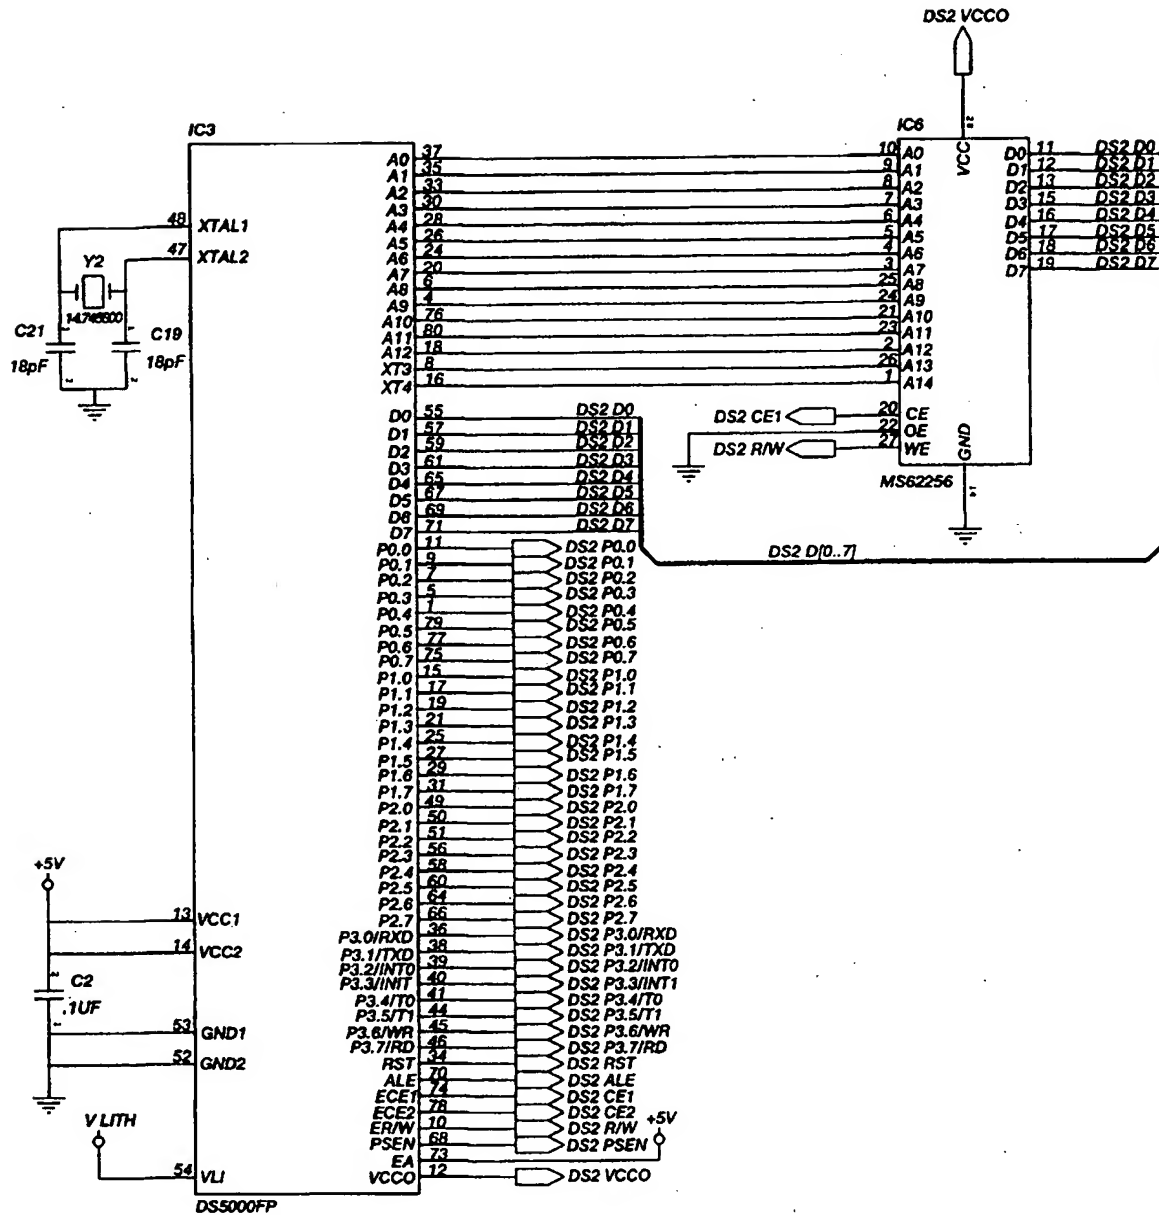 DS2 VCCO
IC3
IC6
37 A0
35 A1
33 A2
30 A3
28 A4
26 A5
24 A6
20 A7
6 A8
4 A9
76 A10
80 A11
18 A12
8 XT3
16 XT4
48 XTAL1
47 XTAL2
Y2
C21
18pF
C19
18pF
10 A0
9 A1
8 A2
7 A3
6 A4
5 A5
4 A6
3 A7
25 A8
24 A9
21 A10
23 A11
2 A12
26 A13
1 A14
VCC
D0 11 DS2 D0
D1 12 DS2 D1
D2 13 DS2 D2
D3 15 DS2 D3
D4 16 DS2 D4
D5 17 DS2 D5
D6 18 DS2 D6
D7 19 DS2 D7
DS2 CE1 20 CE
22 OE
DS2 R/W 27 WE
GND
MS62256
D0 55 DS2 D0
D1 57 DS2 D1
D2 59 DS2 D2
D3 61 DS2 D3
D4 65 DS2 D4
D5 67 DS2 D5
D6 69 DS2 D6
D7 71 DS2 D7
DS2 D[0..7]
P0.0 11 DS2 P0.0
P0.1 9 DS2 P0.1
P0.2 7 DS2 P0.2
P0.3 5 DS2 P0.3
P0.4 1 DS2 P0.4
P0.5 79 DS2 P0.5
P0.6 77 DS2 P0.6
P0.7 75 DS2 P0.7
P1.0 15 DS2 P1.0
P1.1 17 DS2 P1.1
P1.2 19 DS2 P1.2
P1.3 21 DS2 P1.3
P1.4 25 DS2 P1.4
P1.5 27 DS2 P1.5
P1.6 29 DS2 P1.6
P1.7 31 DS2 P1.7
P2.0 49 DS2 P2.0
P2.1 50 DS2 P2.1
P2.2 51 DS2 P2.2
P2.3 56 DS2 P2.3
P2.4 58 DS2 P2.4
P2.5 60 DS2 P2.5
P2.6 64 DS2 P2.6
P2.7 66 DS2 P2.7
P3.0/RXD 36 DS2 P3.0/RXD
P3.1/TXD 38 DS2 P3.1/TXD
P3.2/INT0 39 DS2 P3.2/INT0
P3.3/INIT 40 DS2 P3.3/INT1
P3.4/T0 41 DS2 P3.4/T0
P3.5/T1 44 DS2 P3.5/T1
P3.6/WR 45 DS2 P3.6/WR
P3.7/RD 46 DS2 P3.7/RD
RST 34 DS2 RST
ALE 70 DS2 ALE
ECE1 74 DS2 CE1
ECE2 78 DS2 CE2
ER/W 10 DS2 R/W
PSEN 68 DS2 PSEN
EA 73 +5V
VCCO 12 DS2 VCCO
+5V
13 VCC1
14 VCC2
C2
.1UF
53 GND1
52 GND2
V LITH
54 VLI
DS5000FP